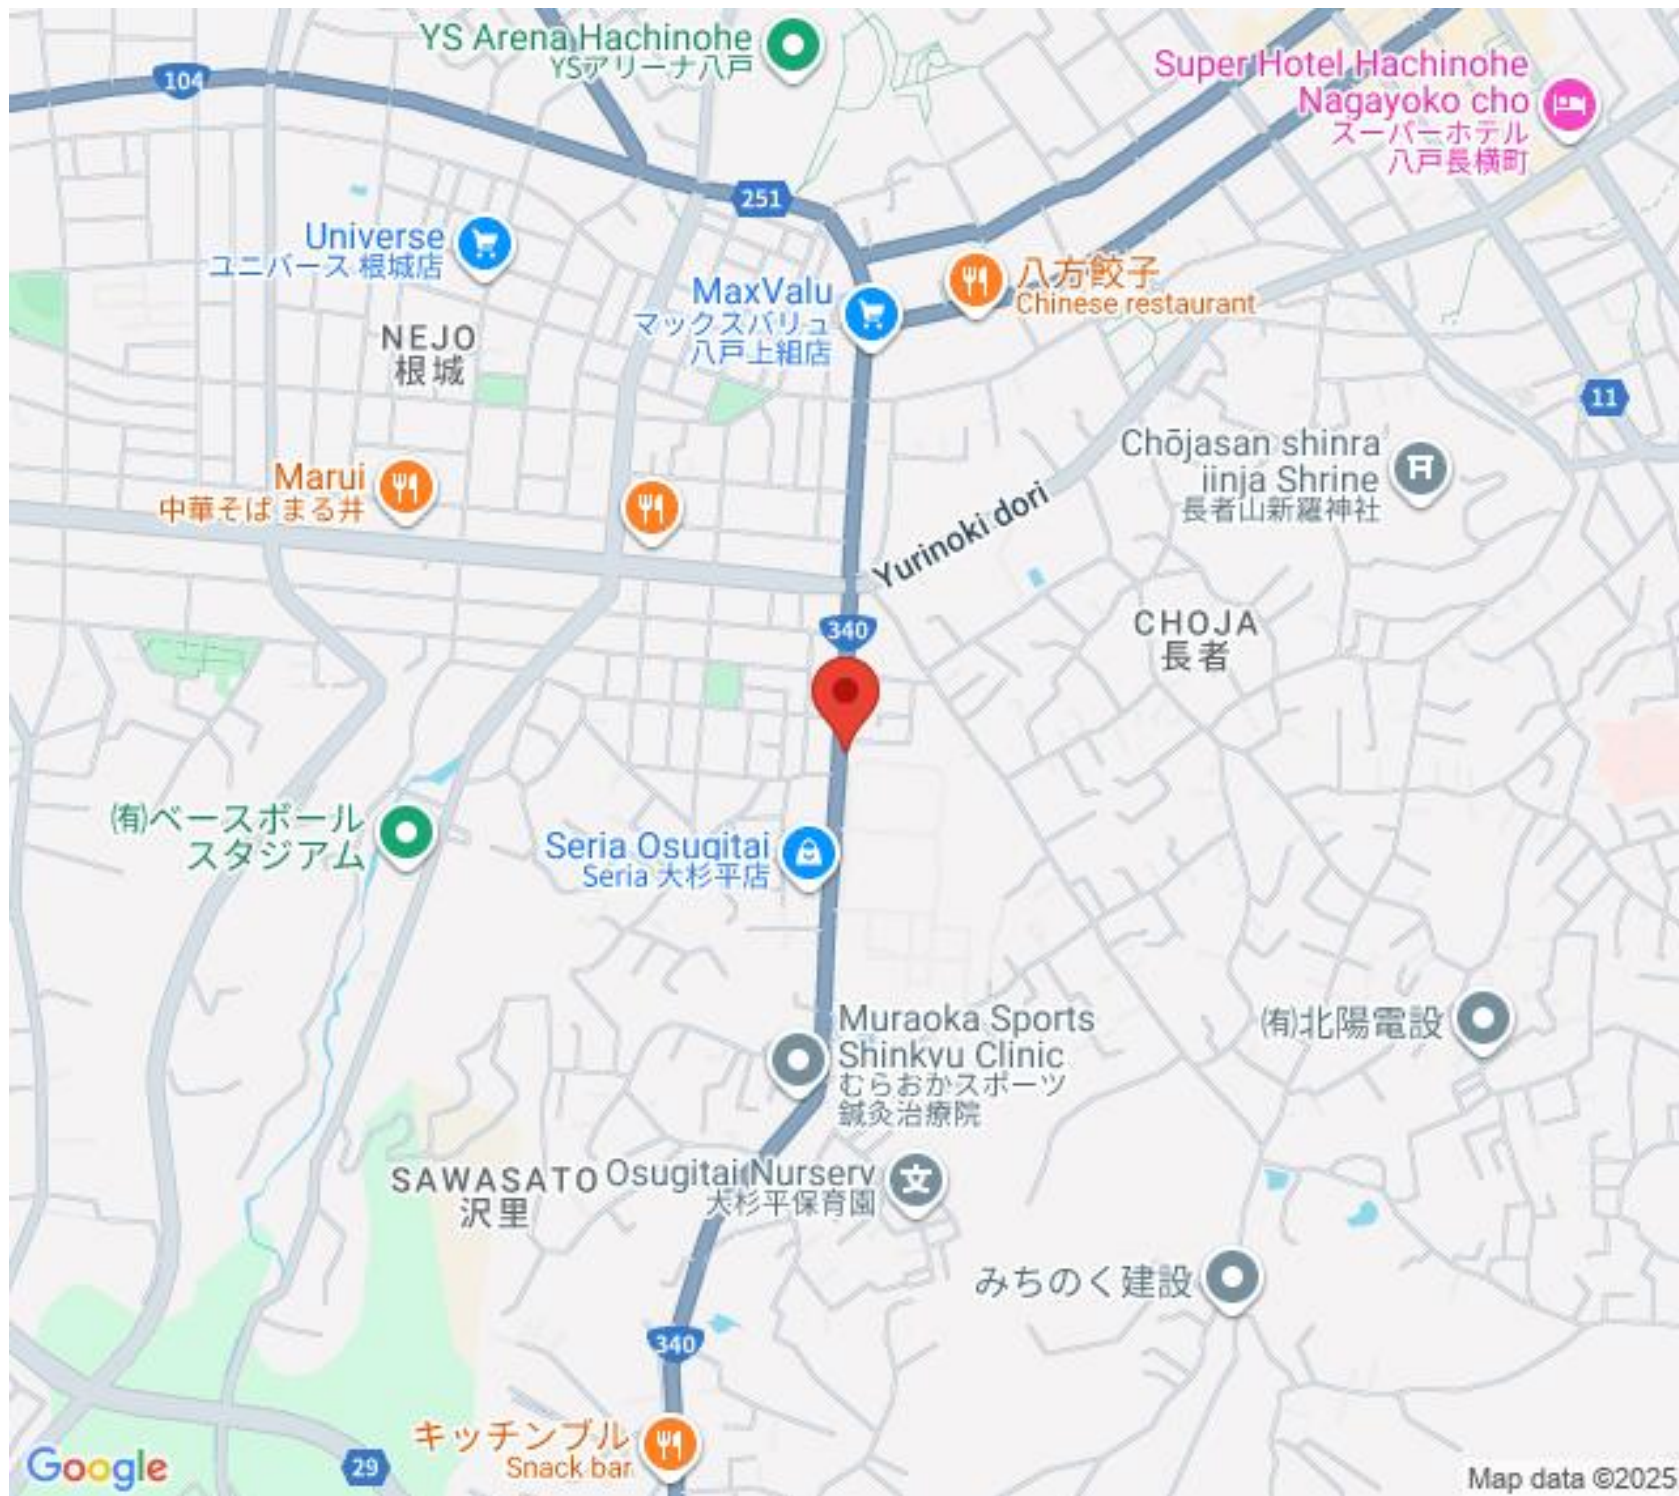 YS Arena Hachinohe
YSアリーナ八戸
104
Super Hotel Hachinohe
Nagayoko cho
スーパーホテル
八戸長横町
251
Universe
ユニバース 根城店
MaxValu
マックスバリュ
八戸上組店
八方餃子
Chinese restaurant
NEJO
根城
11
Chōjasan shinra
jinja Shrine
長者山新羅神社
Marui
中華そば まる井
Yurinoki dori
340
CHOJA
長者
㈲ベースボール
スタジアム
Seria Osugitai
Seria 大杉平店
Muraoka Sports
Shinkyu Clinic
むらおかスポーツ
鍼灸治療院
㈲北陽電設
SAWASATO
沢里
Osugitai Nursery
大杉平保育園
みちのく建設
340
キッチンブル
Snack bar
29
Google
Map data ©2025